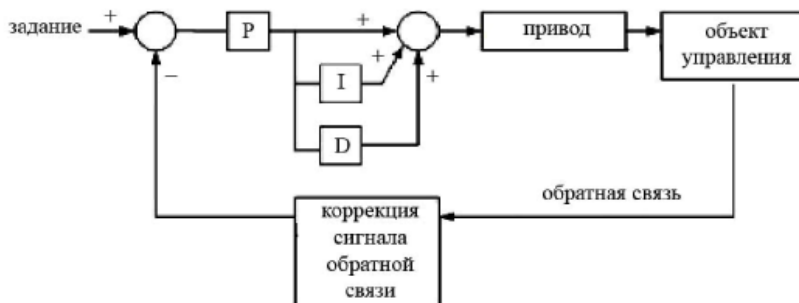 задание
+
−
P
+
I
+
D
+
привод
объект
управления
обратная связь
коррекция
сигнала
обратной
связи